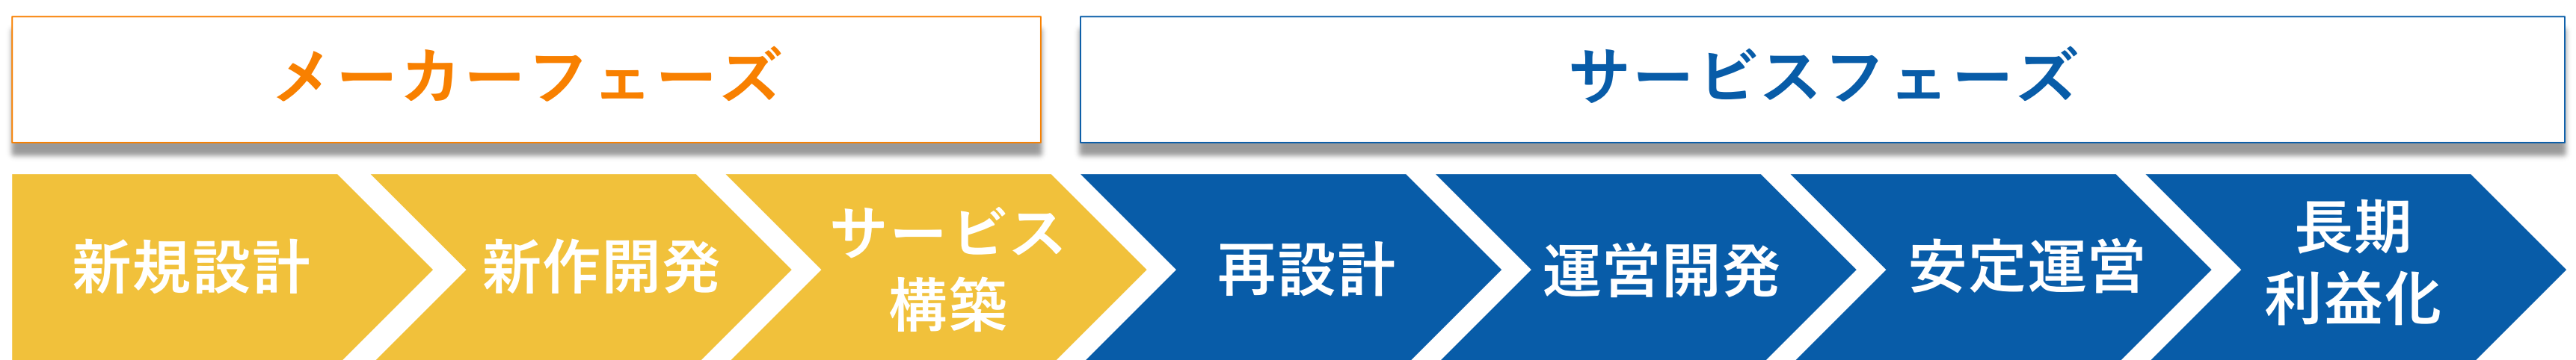 メーカーフェーズ
サービスフェーズ
新規設計
新作開発
サービス
構築
再設計
運営開発
安定運営
長期
利益化